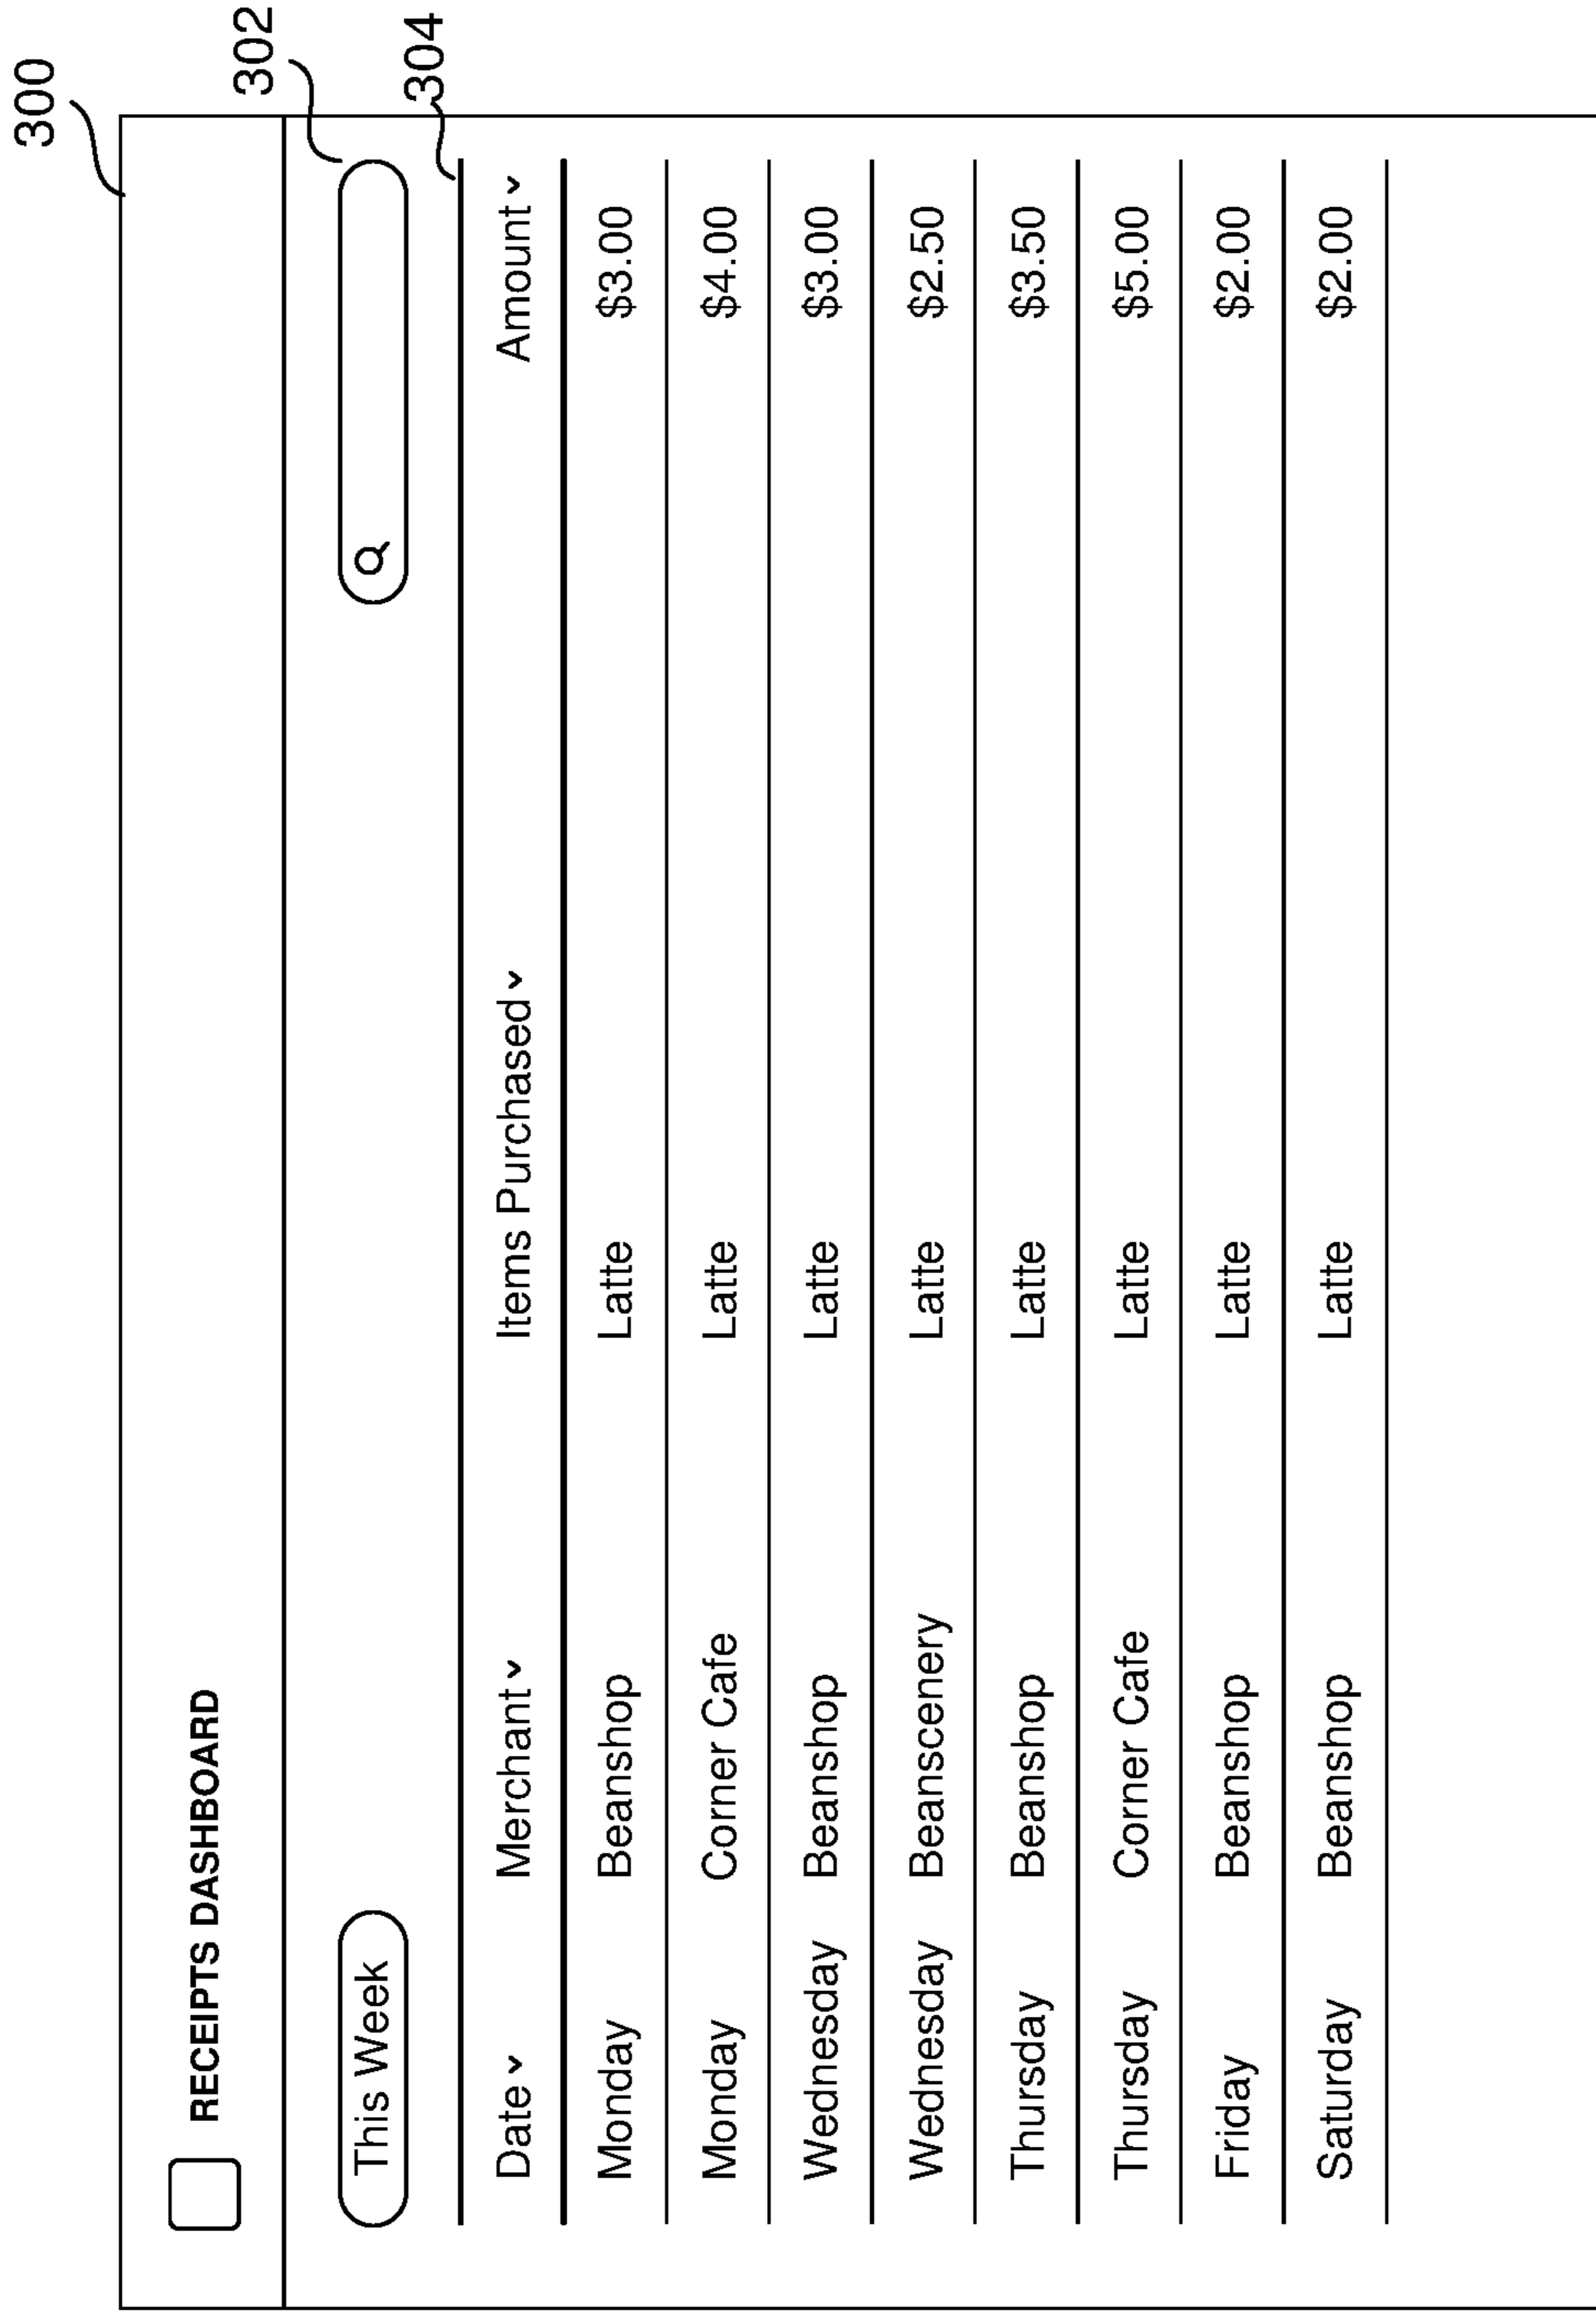 300
RECEIPTS DASHBOARD
302
This Week
304
Date Merchant Items Purchased Amount
Monday Beanshop Latte $3.00
Monday Corner Cafe Latte $4.00
Wednesday Beanshop Latte $3.00
Wednesday Beanscenery Latte $2.50
Thursday Beanshop Latte $3.50
Thursday Corner Cafe Latte $5.00
Friday Beanshop Latte $2.00
Saturday Beanshop Latte $2.00